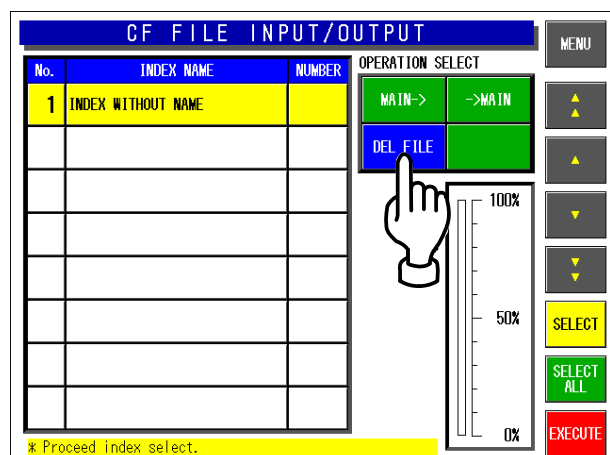 CF FILE INPUT/OUTPUT
MENU
No. INDEX NAME NUMBER
1 INDEX WITHOUT NAME
OPERATION SELECT
MAIN-> ->MAIN
DEL FILE
100%
50%
0%
SELECT
SELECT
ALL
EXECUTE
* Proceed index select.